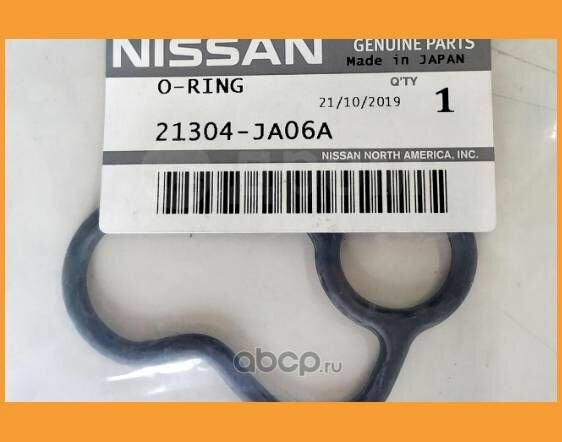 NISSAN
GENUINE PARTS
Made in JAPAN
O-RING
Q'TY
21/10/2019
1
21304-JA06A
NISSAN NORTH AMERICA, INC.
abcp.ru